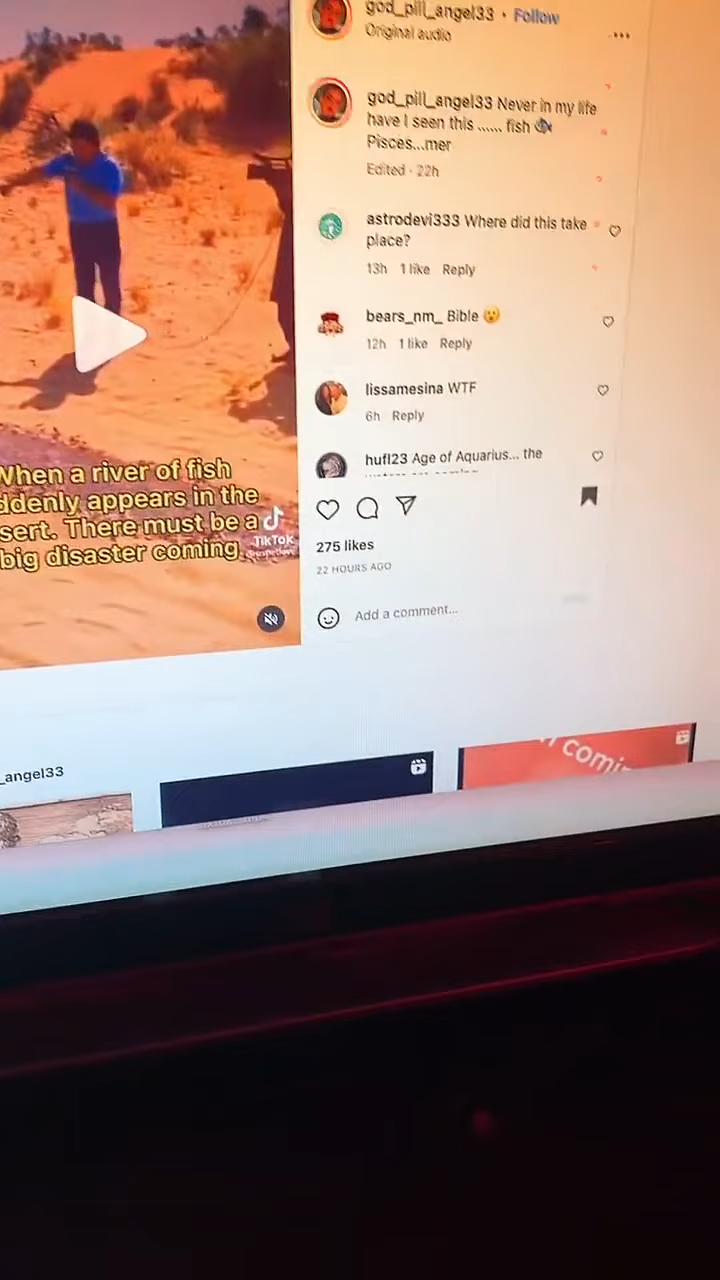 god_pill_angel33 • Follow
Original audio
god_pill_angel33 Never in my life
have I seen this ...... fish 🐟
Pisces...mer
Edited · 22h
astrodevi333 Where did this take
place?
13h 1 like Reply
bears_nm_ Bible 😮
12h 1 like Reply
lissamesina WTF
6h Reply
hufl23 Age of Aquarius... the
When a river of fish
ddenly appears in the
sert. There must be a
big disaster coming
TikTok
275 likes
22 HOURS AGO
Add a comment...
_angel33
comin